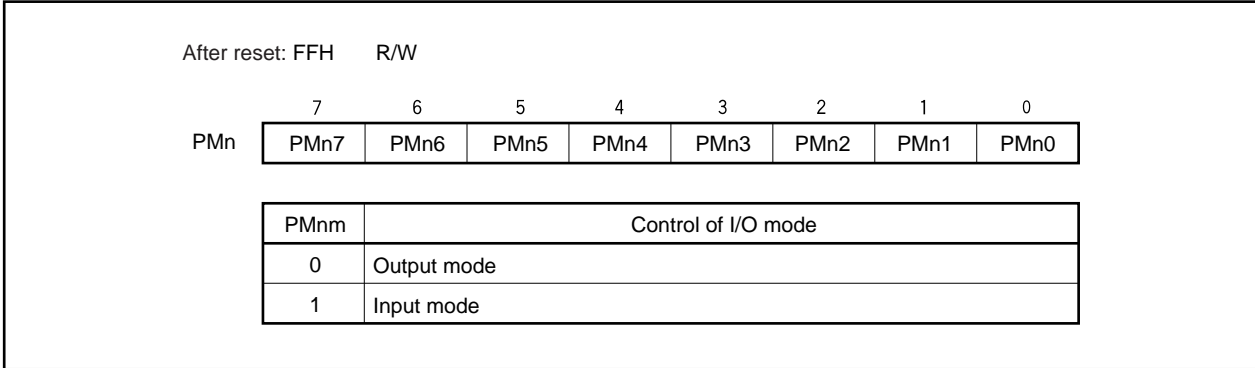 After reset: FFH R/W
7 6 5 4 3 2 1 0
PMn PMn7 PMn6 PMn5 PMn4 PMn3 PMn2 PMn1 PMn0
PMnm Control of I/O mode
0 Output mode
1 Input mode